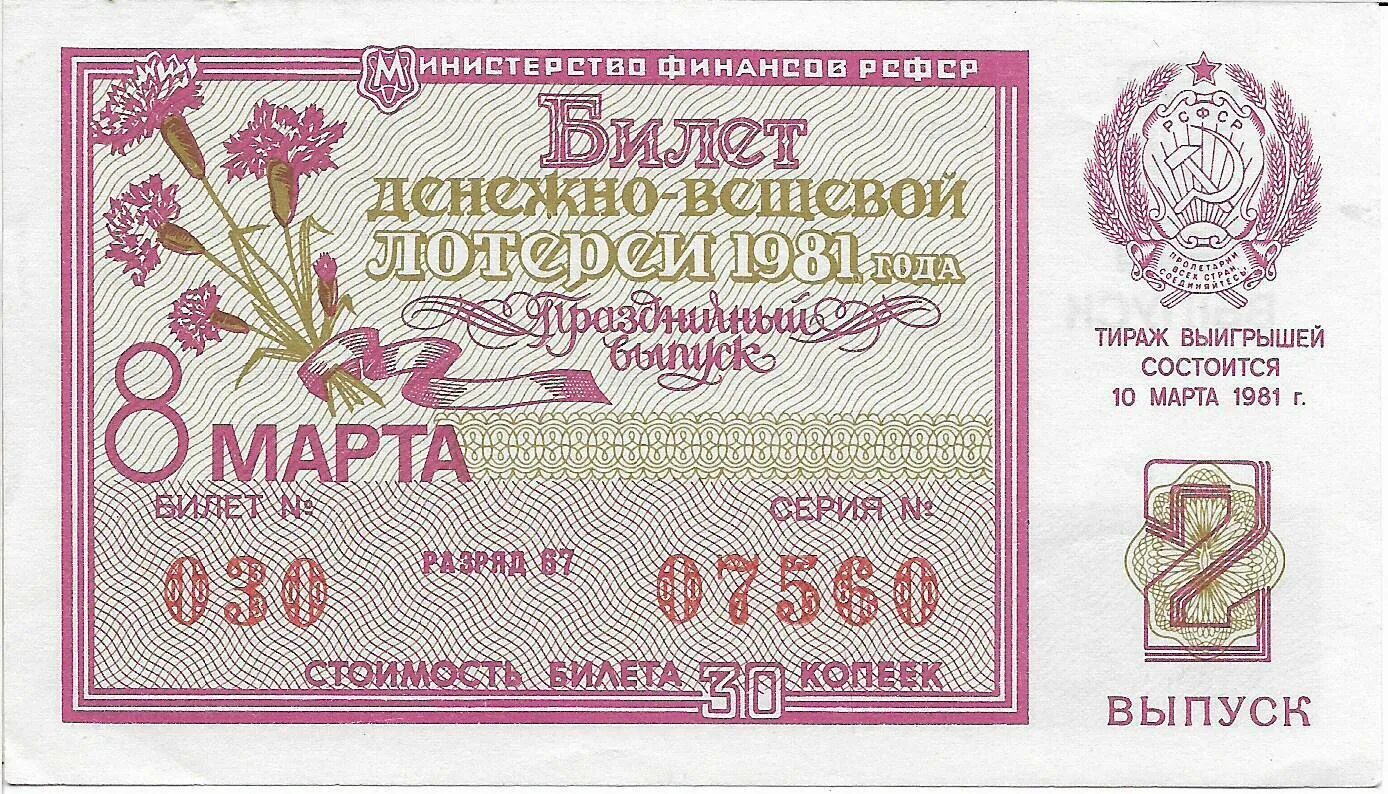 МИНИСТЕРСТВО ФИНАНСОВ РСФСР
БИЛЕТ
ДЕНЕЖНО-ВЕЩЕВОЙ
ЛОТЕРЕИ 1981 ГОДА
Праздничный
выпуск
8 МАРТА
БИЛЕТ №
СЕРИЯ №
030
РАЗРЯД 67
07560
СТОИМОСТЬ БИЛЕТА 30 КОПЕЕК
РСФСР
ПРОЛЕТАРИИ
ВСЕХ СТРАН,
СОЕДИНЯЙТЕСЬ!
ТИРАЖ ВЫИГРЫШЕЙ
СОСТОИТСЯ
10 МАРТА 1981 г.
2
ВЫПУСК